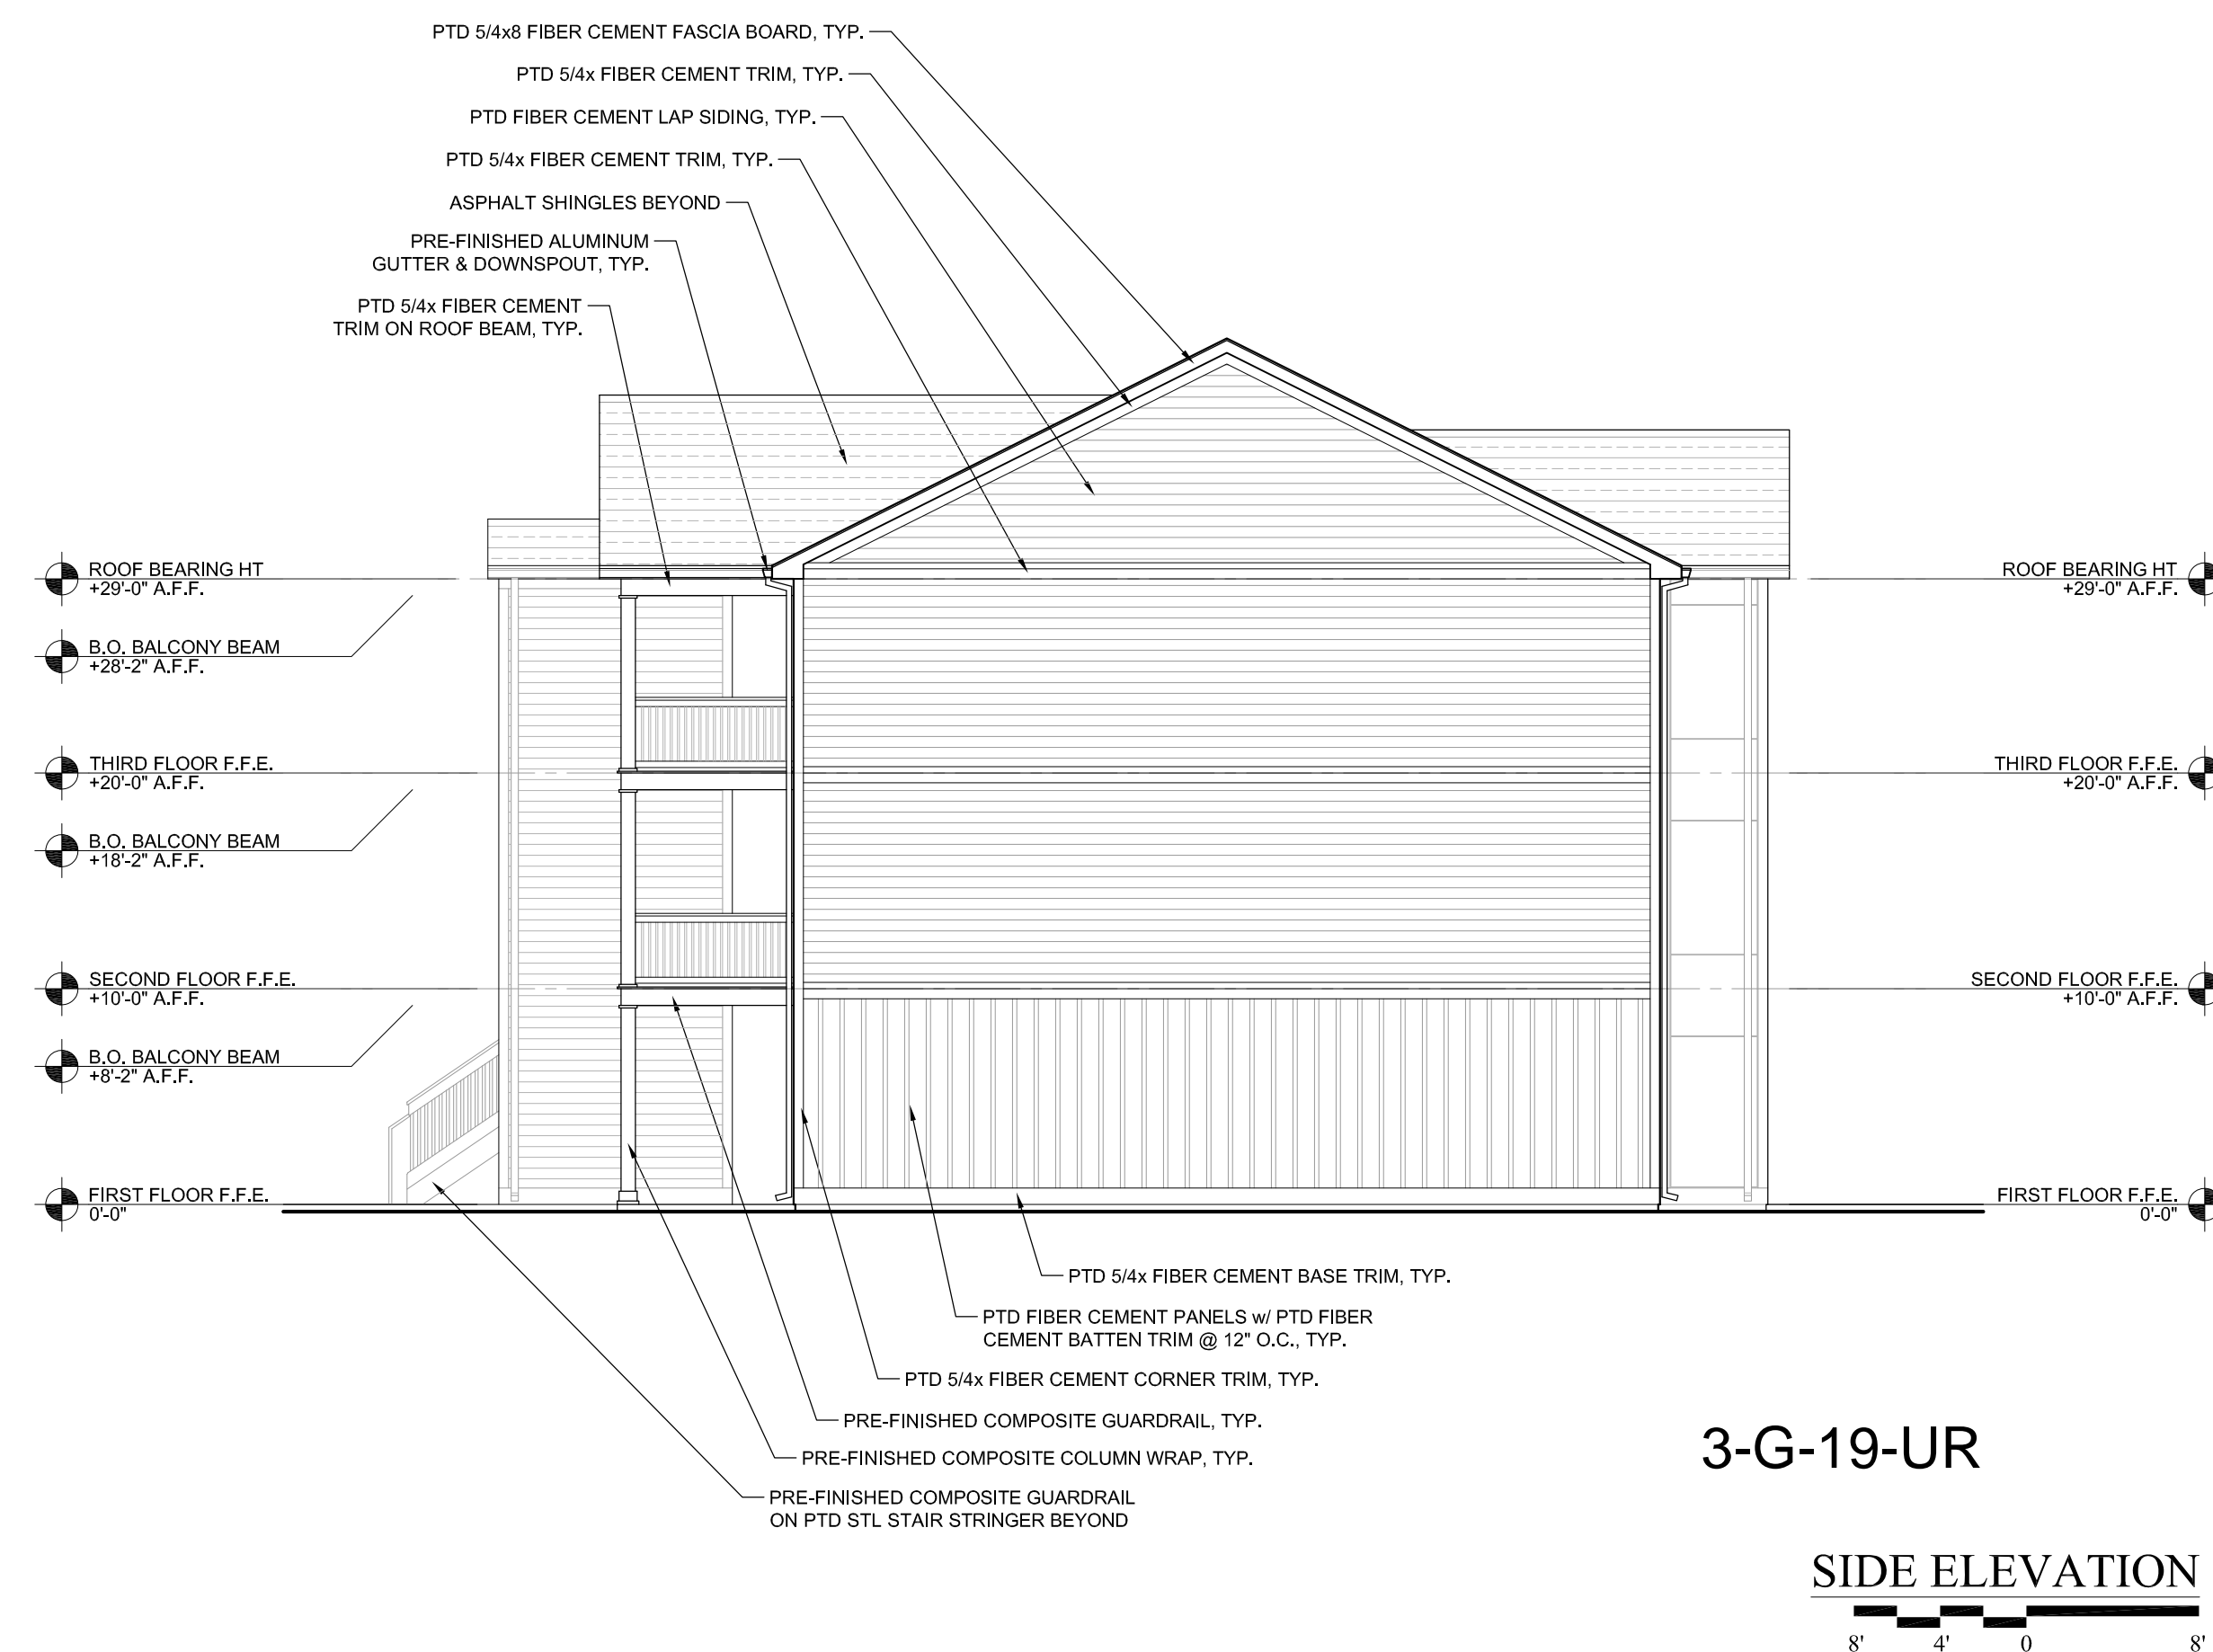 PTD 5/4x8 FIBER CEMENT FASCIA BOARD, TYP.
PTD 5/4x FIBER CEMENT TRIM, TYP.
PTD FIBER CEMENT LAP SIDING, TYP.
PTD 5/4x FIBER CEMENT TRIM, TYP.
ASPHALT SHINGLES BEYOND
PRE-FINISHED ALUMINUM
GUTTER & DOWNSPOUT, TYP.
PTD 5/4x FIBER CEMENT
TRIM ON ROOF BEAM, TYP.
ROOF BEARING HT
+29'-0" A.F.F.
B.O. BALCONY BEAM
+28'-2" A.F.F.
THIRD FLOOR F.F.E.
+20'-0" A.F.F.
B.O. BALCONY BEAM
+18'-2" A.F.F.
SECOND FLOOR F.F.E.
+10'-0" A.F.F.
B.O. BALCONY BEAM
+8'-2" A.F.F.
FIRST FLOOR F.F.E.
0'-0"
ROOF BEARING HT
+29'-0" A.F.F.
THIRD FLOOR F.F.E.
+20'-0" A.F.F.
SECOND FLOOR F.F.E.
+10'-0" A.F.F.
FIRST FLOOR F.F.E.
0'-0"
PTD 5/4x FIBER CEMENT BASE TRIM, TYP.
PTD FIBER CEMENT PANELS w/ PTD FIBER
CEMENT BATTEN TRIM @ 12" O.C., TYP.
PTD 5/4x FIBER CEMENT CORNER TRIM, TYP.
PRE-FINISHED COMPOSITE GUARDRAIL, TYP.
PRE-FINISHED COMPOSITE COLUMN WRAP, TYP.
PRE-FINISHED COMPOSITE GUARDRAIL
ON PTD STL STAIR STRINGER BEYOND
3-G-19-UR
SIDE ELEVATION
8' 4' 0 8'